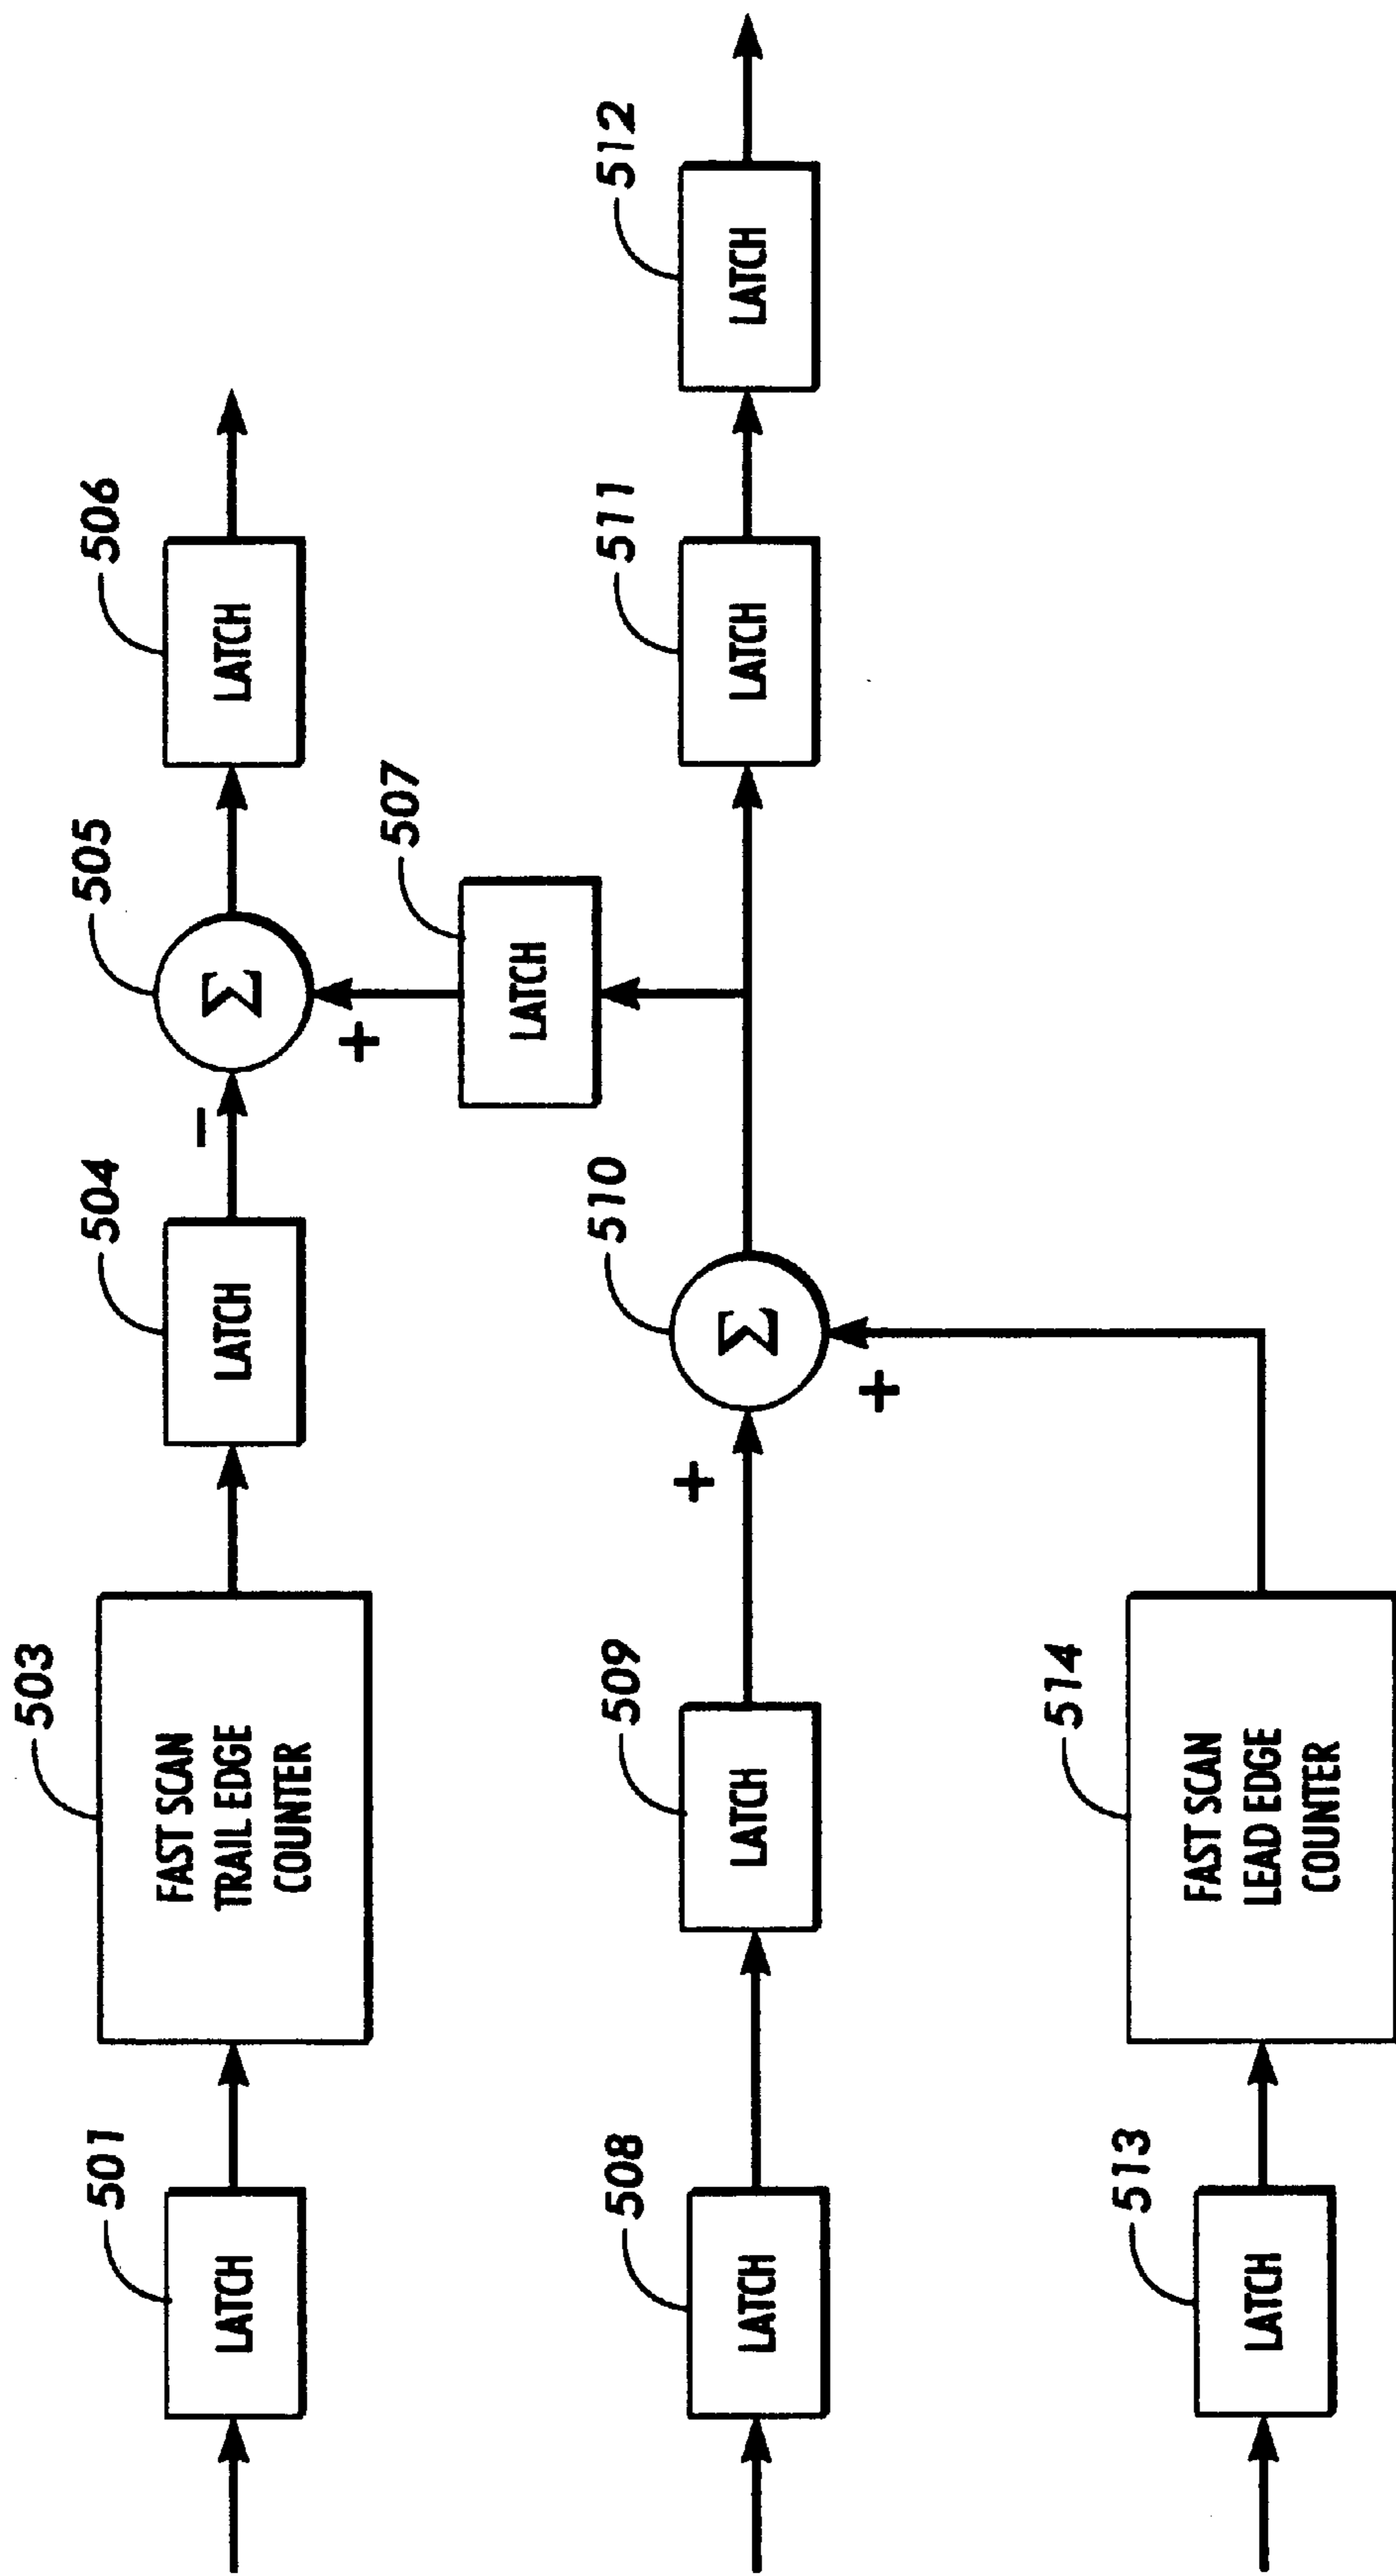 501
LATCH
503
FAST SCAN
TRAIL EDGE
COUNTER
504
LATCH
-
505
Σ
+
506
LATCH
507
LATCH
508
LATCH
509
LATCH
+
510
Σ
+
511
LATCH
512
LATCH
513
LATCH
514
FAST SCAN
LEAD EDGE
COUNTER